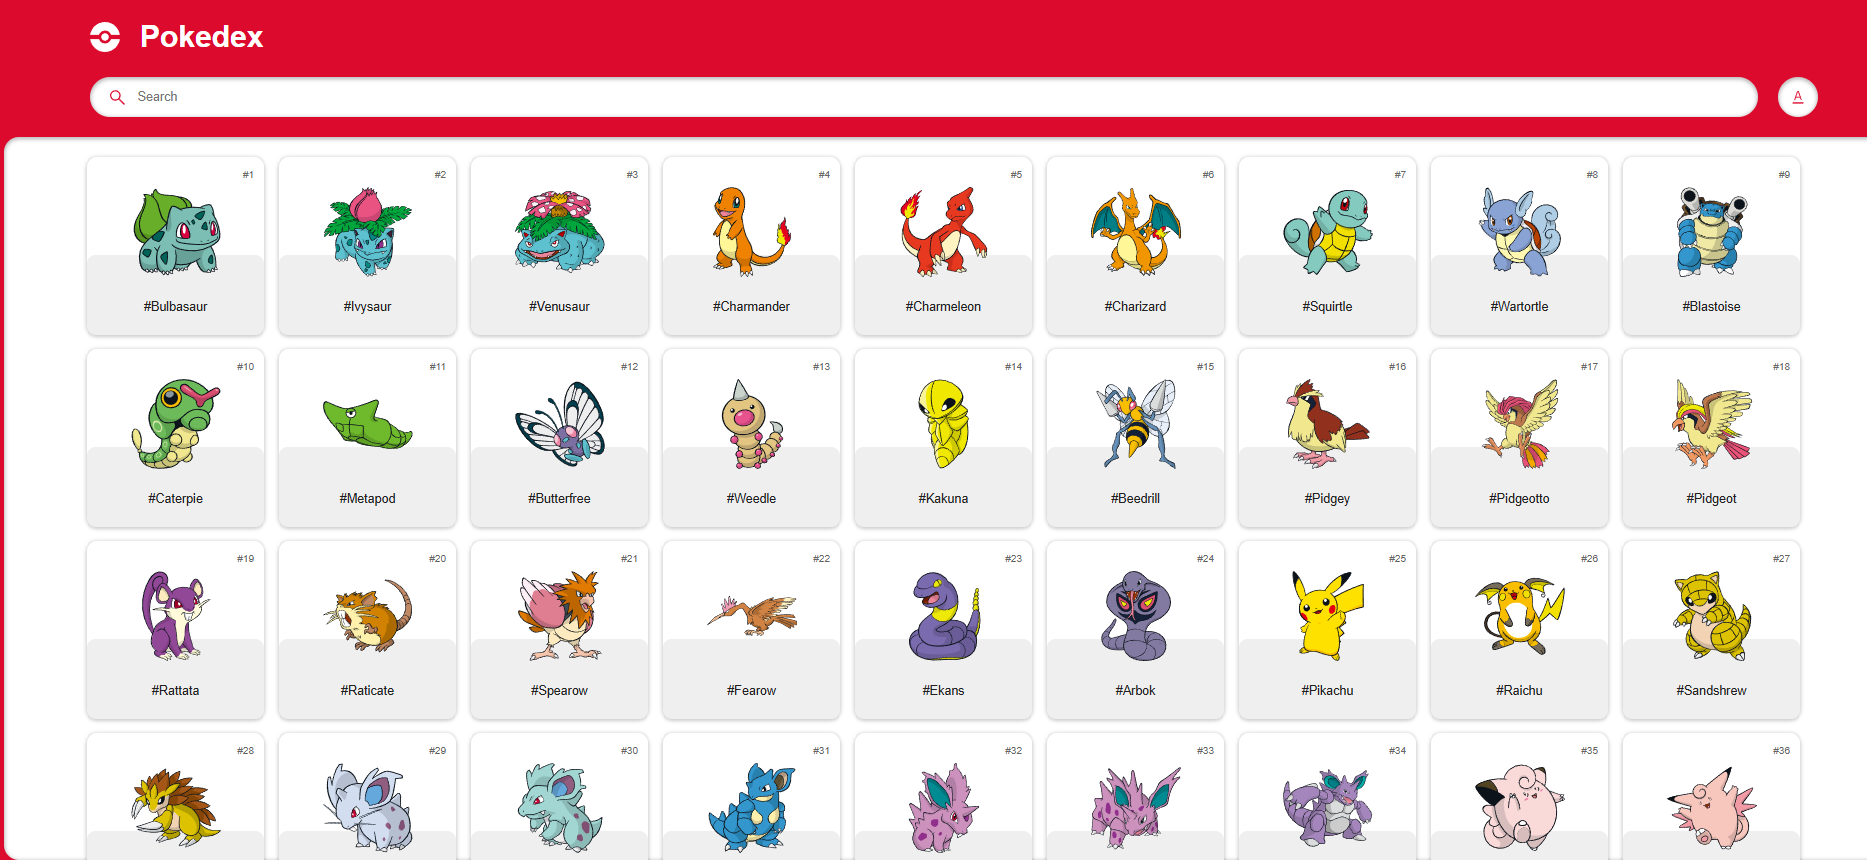 Pokedex
Search
A
#1 #2 #3 #4 #5 #6 #7 #8 #9
#Bulbasaur #Ivysaur #Venusaur #Charmander #Charmeleon #Charizard #Squirtle #Wartortle #Blastoise
#10 #11 #12 #13 #14 #15 #16 #17 #18
#Caterpie #Metapod #Butterfree #Weedle #Kakuna #Beedrill #Pidgey #Pidgeotto #Pidgeot
#19 #20 #21 #22 #23 #24 #25 #26 #27
#Rattata #Raticate #Spearow #Fearow #Ekans #Arbok #Pikachu #Raichu #Sandshrew
#28 #29 #30 #31 #32 #33 #34 #35 #36